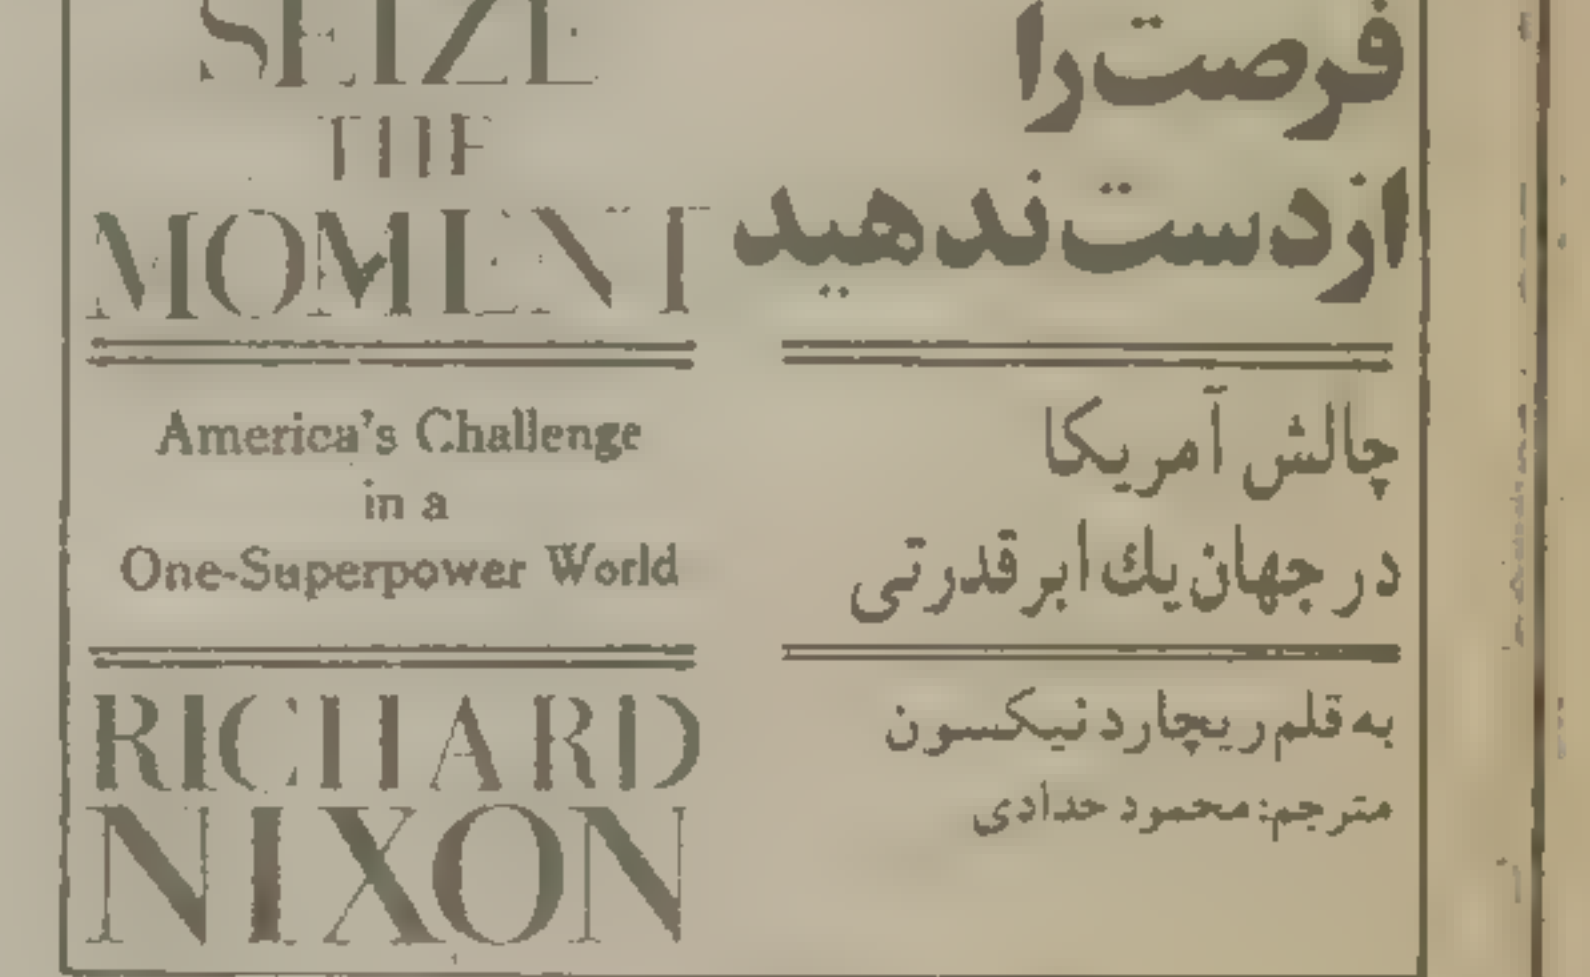 SEIZE
THE
MOMENT
America's Challenge
in a
One-Superpower World
RICHARD
NIXON
فرصت را
از دست ندهید
چالش آمریکا
در جهان یك ابر قدرتی
به قلم ریچارد نیکسون
مترجم: محمود حدادی